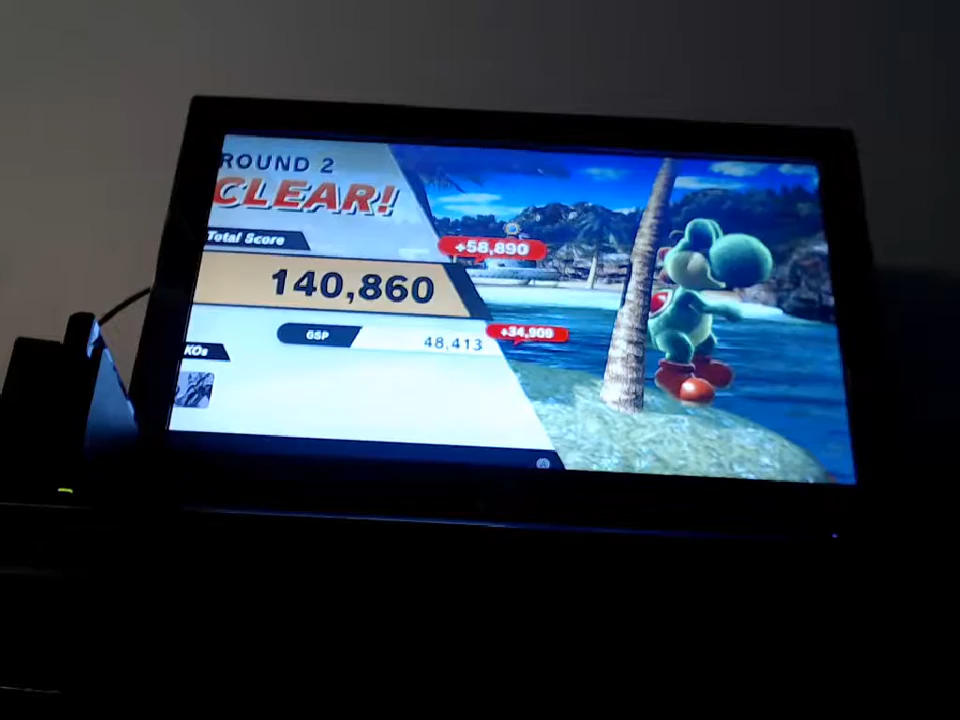 ROUND 2
CLEAR!
Total Score
+58,890
140,860
GSP
48,413
+34,909
KOs
A